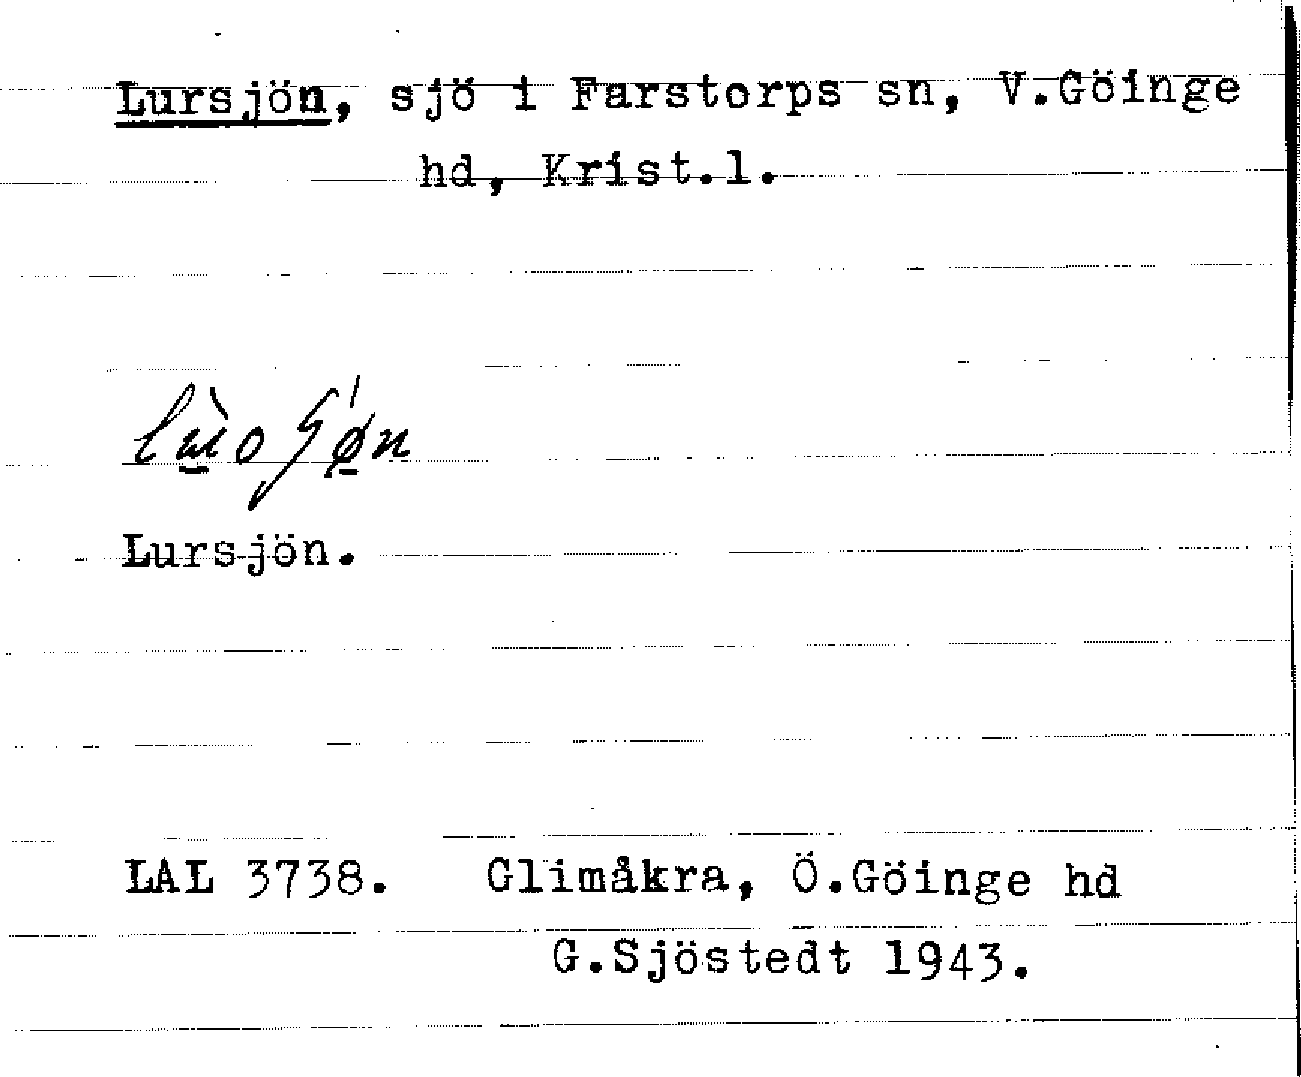 Lursjön, sjö i Farstorps sn, V.Göinge
hd, Krist.l.
Lursjön.
LAL 3738. Glimåkra, Ö.Göinge hd
G.Sjöstedt 1943.